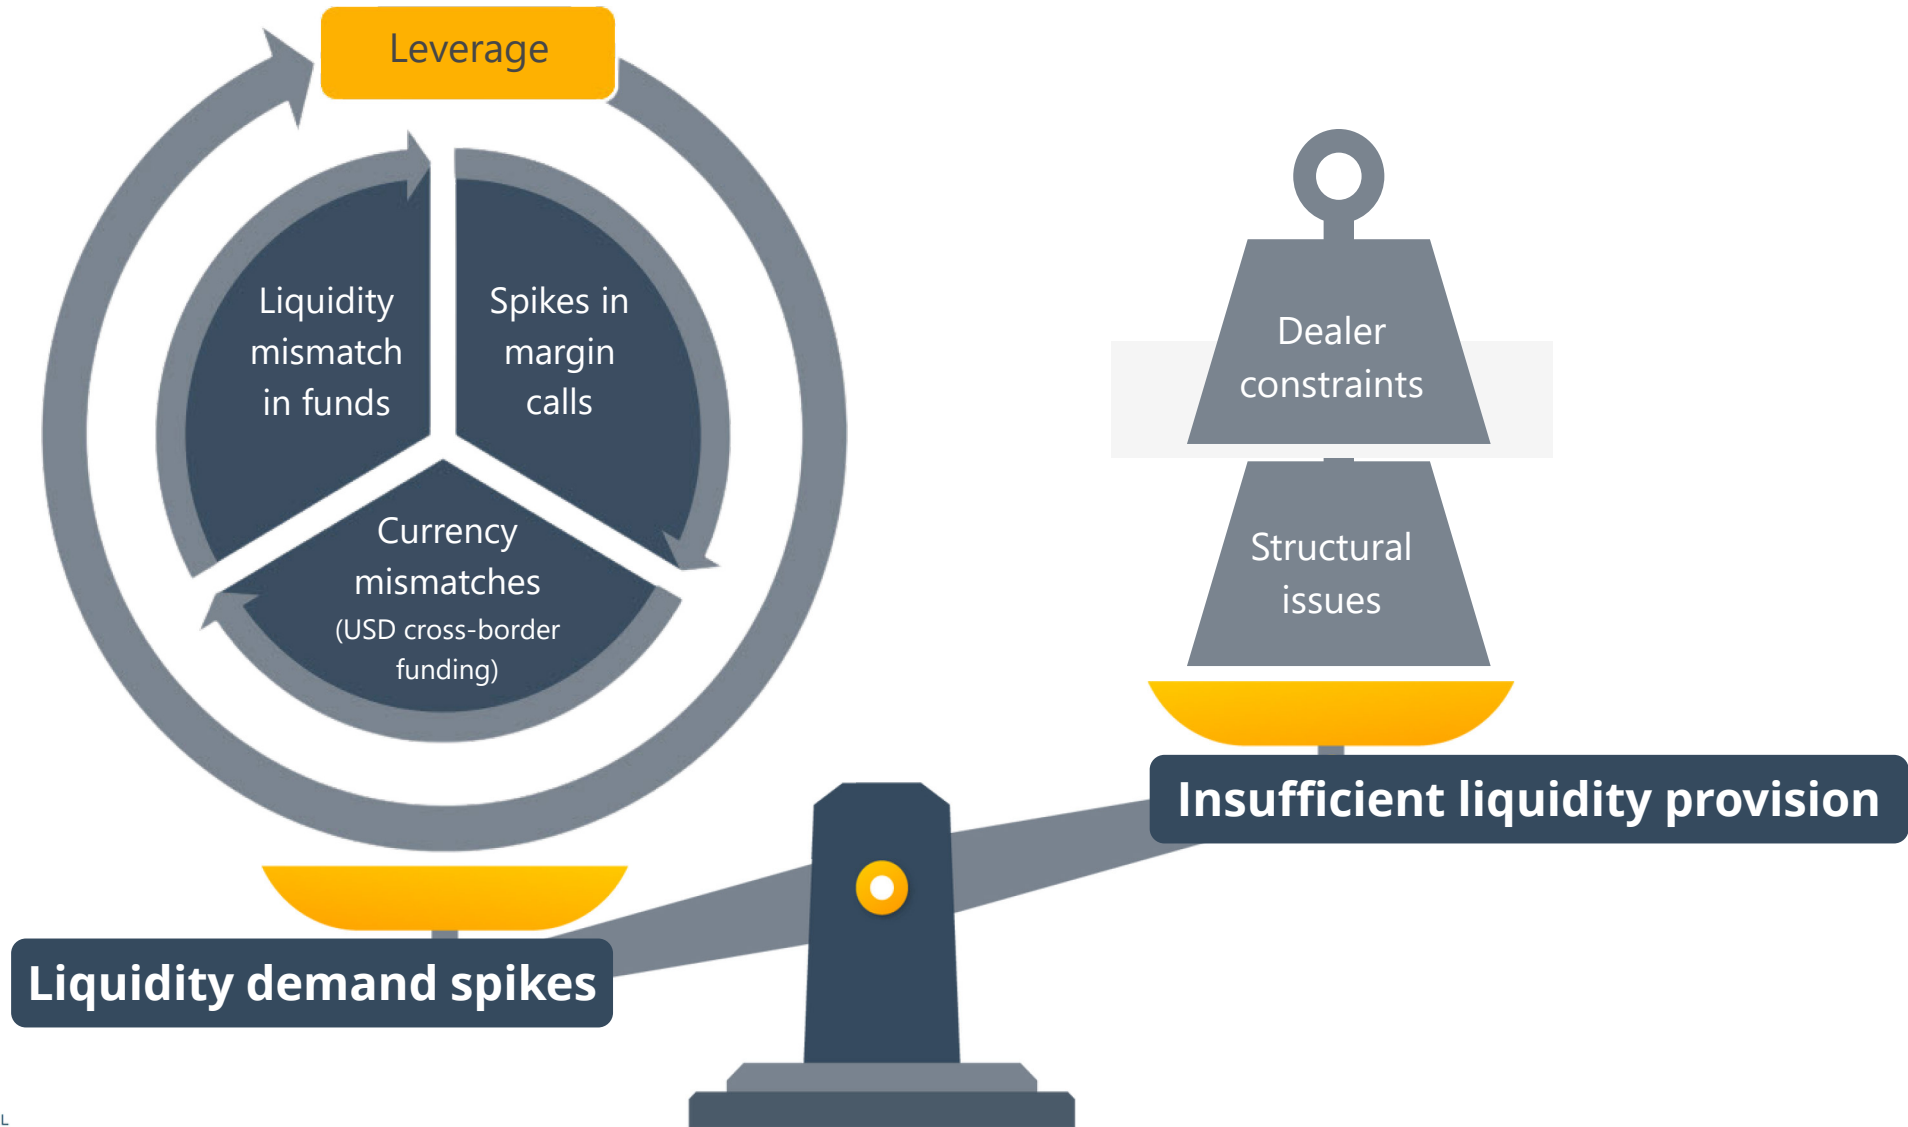 Leverage
Liquidity
mismatch
in funds
Spikes in
margin
calls
Currency
mismatches
(USD cross-border
funding)
Dealer
constraints
Structural
issues
Insufficient liquidity provision
Liquidity demand spikes
L